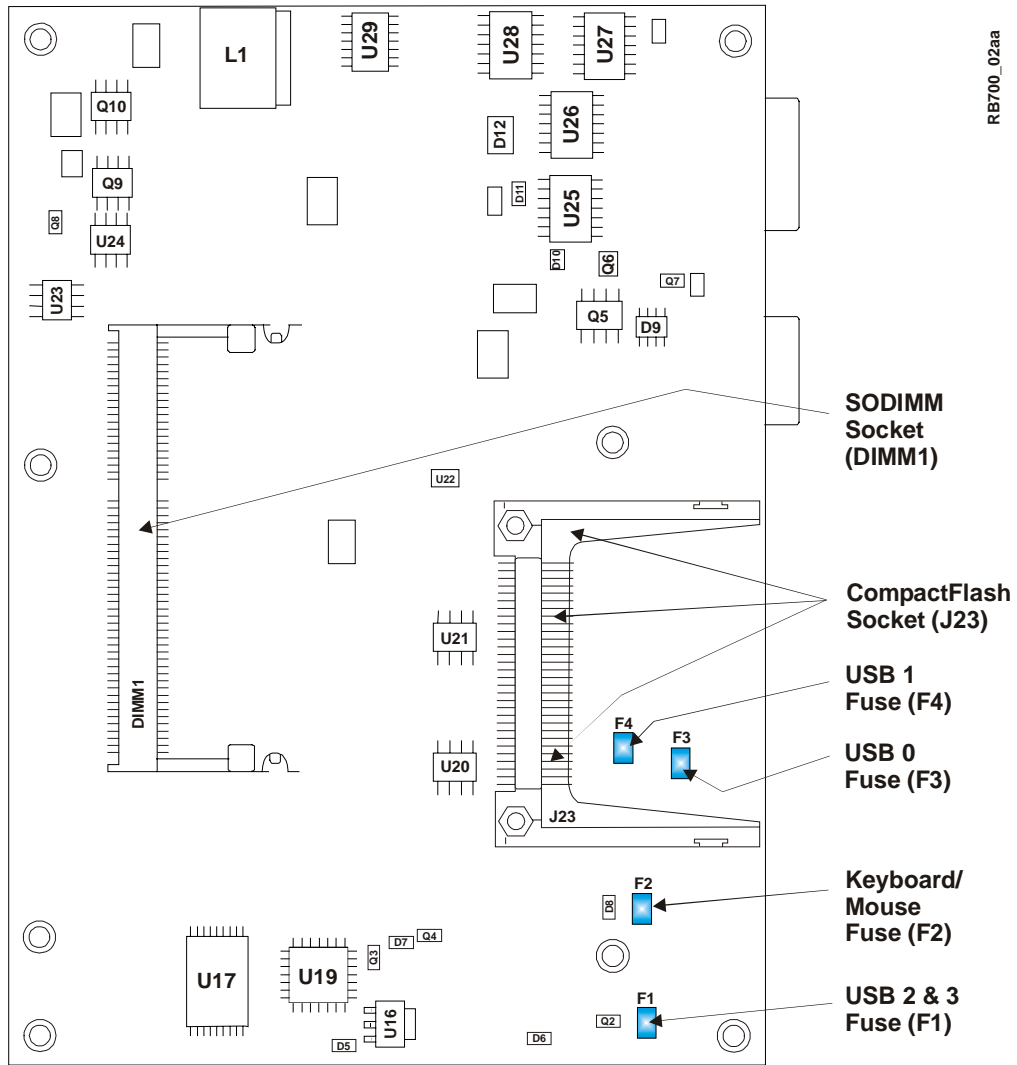 RB700_02aa
L1
U29
U28
U27
Q10
D12
U26
Q9
D11
U25
Q8
U24
D10
Q6
Q7
U23
Q5
D9
SODIMM
Socket
(DIMM1)
U22
CompactFlash
Socket (J23)
U21
DIMM1
USB 1
Fuse (F4)
F4
F3
U20
USB 0
Fuse (F3)
J23
F2
D8
Keyboard/
Mouse
Fuse (F2)
Q4
D7
Q3
U17
U19
U16
D5
D6
Q2
F1
USB 2 & 3
Fuse (F1)